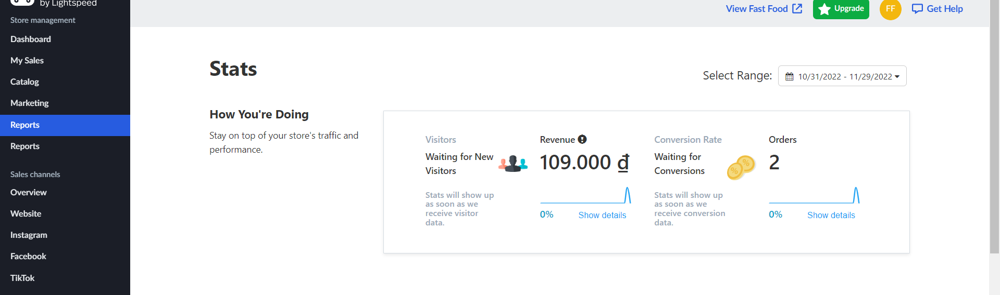 by Lightspeed
Store management
Dashboard
My Sales
Catalog
Marketing
Reports
Reports
Sales channels
Overview
Website
Instagram
Facebook
TikTok
View Fast Food
Upgrade
FF
Get Help
Stats
Select Range:
10/31/2022 - 11/29/2022
How You're Doing
Stay on top of your store's traffic and
performance.
Visitors
Waiting for New
Visitors
Stats will show up
as soon as we
receive visitor
data.
Revenue
109.000 ₫
0%
Show details
Conversion Rate
Waiting for
Conversions
% %
Stats will show up
as soon as we
receive conversion
data.
Orders
2
0%
Show details